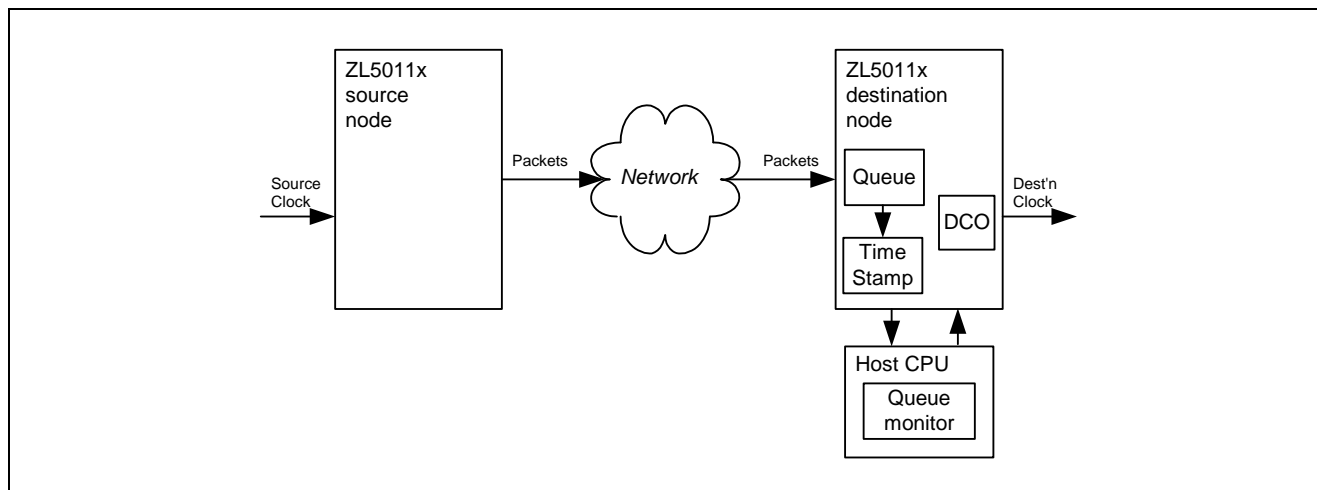 ZL5011x
source
node
Source
Clock
Packets
Network
Packets
ZL5011x
destination
node
Queue
Time
Stamp
DCO
Dest'n
Clock
Host CPU
Queue
monitor